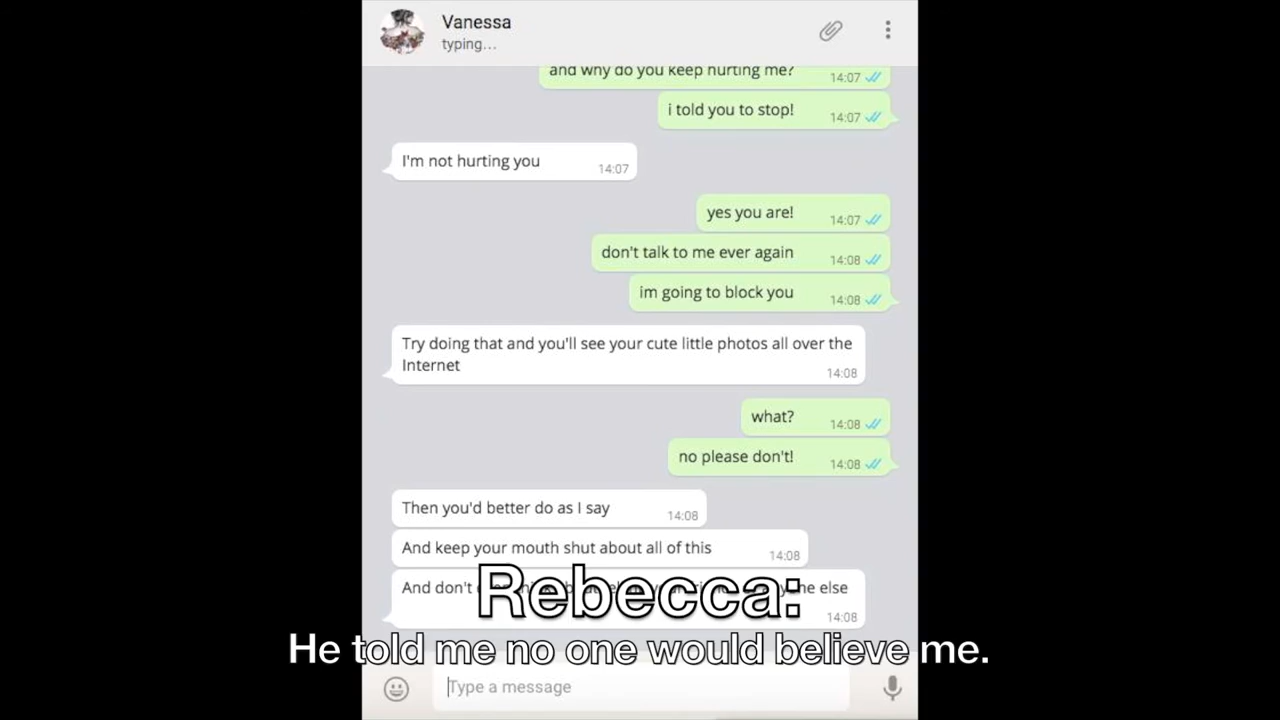 Vanessa
typing...
and why do you keep hurting me? 14:07
i told you to stop! 14:07
I'm not hurting you 14:07
yes you are! 14:07
don't talk to me ever again 14:08
im going to block you 14:08
Try doing that and you'll see your cute little photos all over the
Internet
14:08
what? 14:08
no please don't! 14:08
Then you'd better do as I say 14:08
And keep your mouth shut about all of this 14:08
And don't else
14:08
Rebecca:
He told me no one would believe me.
Type a message